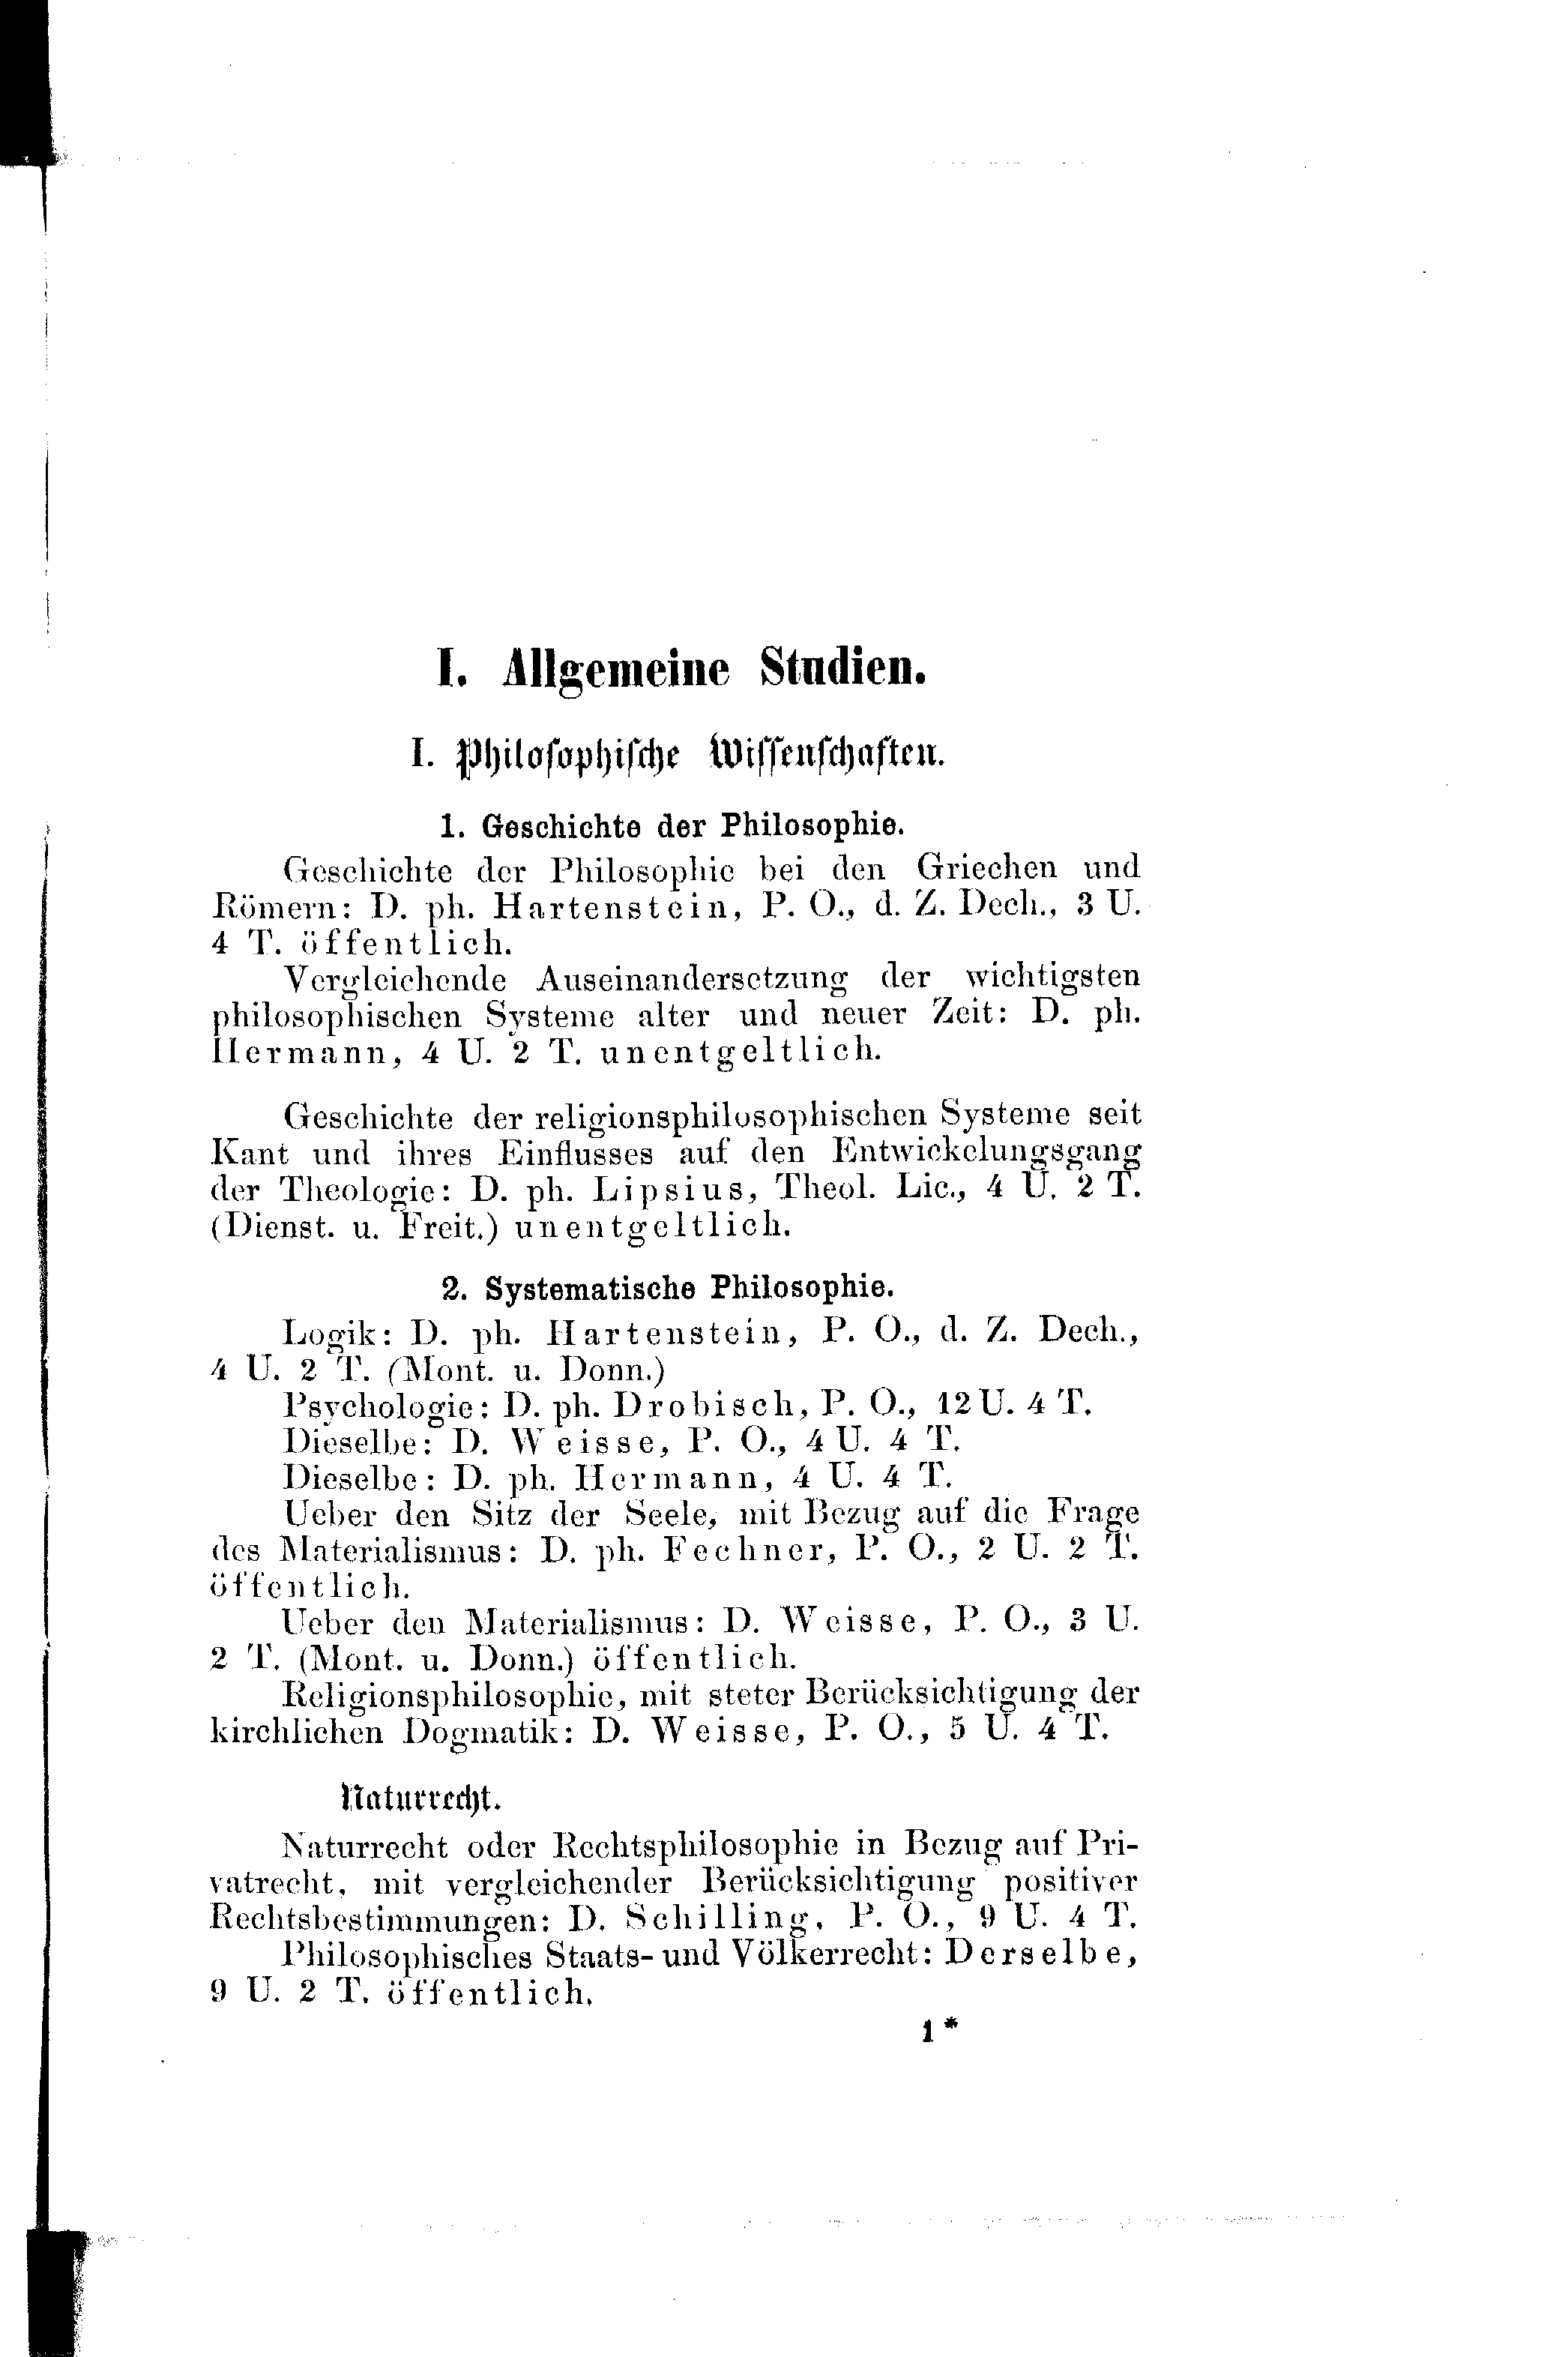 I. Allgemeine Studien.
I. Philosophische Wissenschaften.
1. Geschichte der Philosophie.
Geschichte der Philosophie bei den Griechen und
Römern: D. ph. Hartenstein, P. O., d. Z. Dech., 3 U.
4 T. öffentlich.
Vergleichende Auseinandersetzung der wichtigsten
philosophischen Systeme alter und neuer Zeit: D. ph.
Hermann, 4 U. 2 T. unentgeltlich.
Geschichte der religionsphilosophischen Systeme seit
Kant und ihres Einflusses auf den Entwickelungsgang
der Theologie: D. ph. Lipsius, Theol. Lic., 4 U. 2 T.
(Dienst. u. Freit.) unentgeltlich.
2. Systematische Philosophie.
Logik: D. ph. Hartenstein, P. O., d. Z. Dech.,
4 U. 2 T. (Mont. u. Donn.)
Psychologie: D. ph. Drobisch, P. O., 12 U. 4 T.
Dieselbe: D. Weisse, P. O., 4 U. 4 T.
Dieselbe: D. ph. Hermann, 4 U. 4 T.
Ueber den Sitz der Seele, mit Bezug auf die Frage
des Materialismus: D. ph. Fechner, P. O., 2 U. 2 T.
öffentlich.
Ueber den Materialismus: D. Weisse, P. O., 3 U.
2 T. (Mont. u. Donn.) öffentlich.
Religionsphilosophie, mit steter Berücksichtigung der
kirchlichen Dogmatik: D. Weisse, P. O., 5 U. 4 T.
Naturrecht.
Naturrecht oder Rechtsphilosophie in Bezug auf Pri-
vatrecht, mit vergleichender Berücksichtigung positiver
Rechtsbestimmungen: D. Schilling, P. O., 9 U. 4 T.
Philosophisches Staats- und Völkerrecht: Derselbe,
9 U. 2 T. öffentlich.
1*